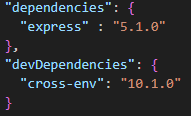 "dependencies": {
"express" : "5.1.0"
},
"devDependencies": {
"cross-env": "10.1.0"
}